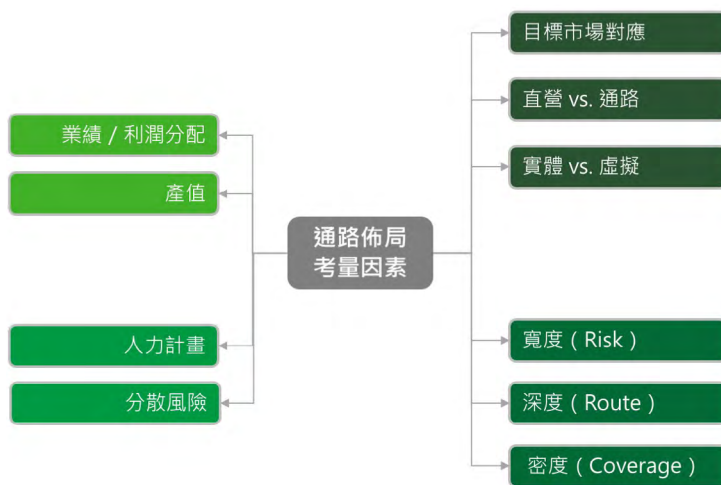 目標市場對應
直營 vs. 通路
實體 vs. 虛擬
業績 / 利潤分配
產值
通路佈局
考量因素
人力計畫
分散風險
寬度 ( Risk )
深度 ( Route )
密度 ( Coverage )